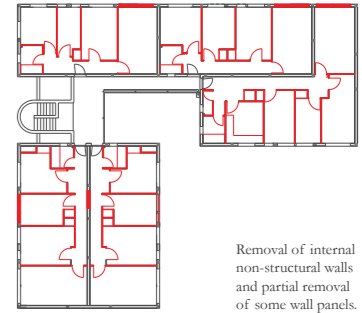 Removal of internal
non-structural walls
and partial removal
of some wall panels.